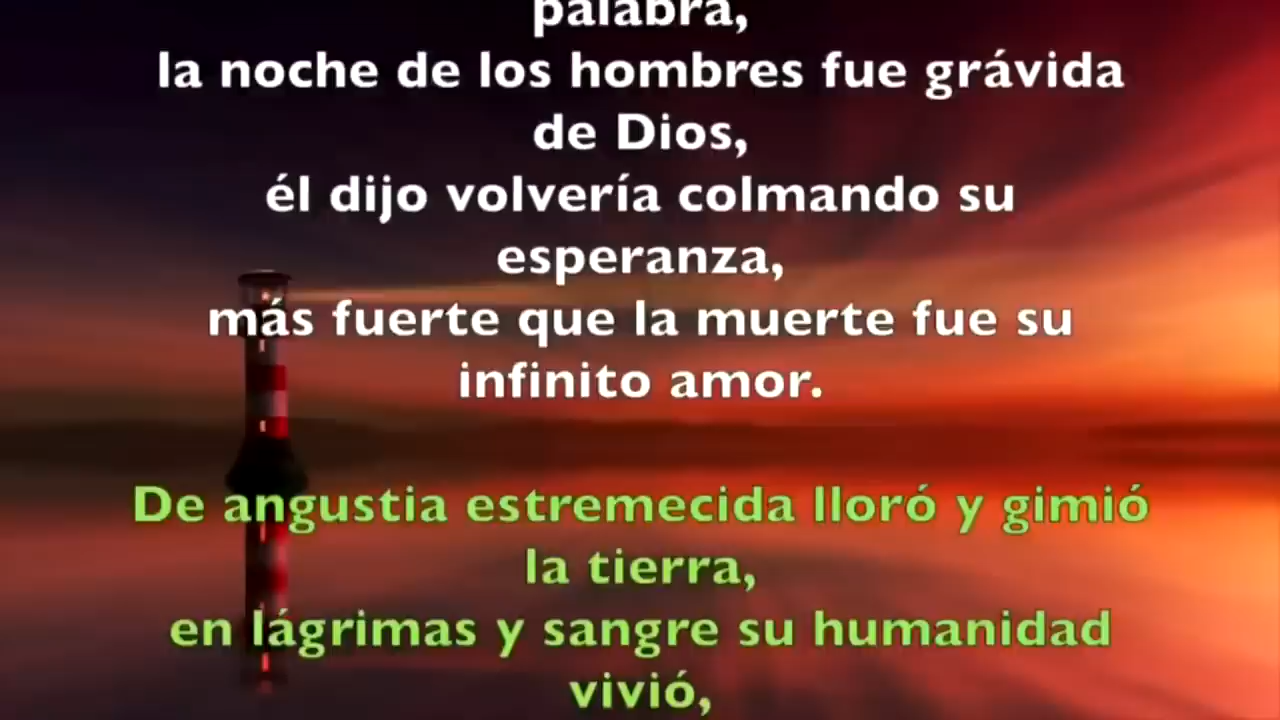 palabra,
la noche de los hombres fue grávida
de Dios,
él dijo volvería colmando su
esperanza,
más fuerte que la muerte fue su
infinito amor.
De angustia estremecida lloró y gimió
la tierra,
en lágrimas y sangre su humanidad
vivió,